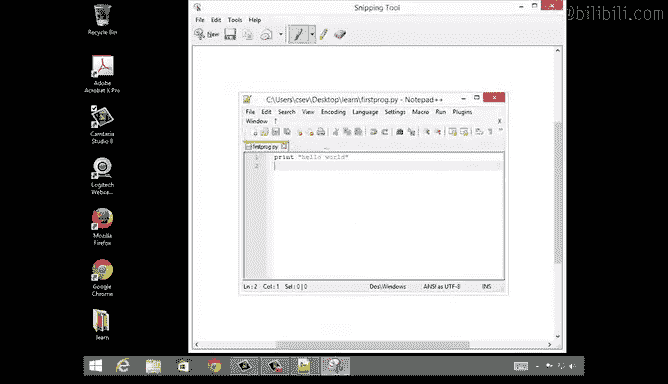 @bilibili.com
Snipping Tool
File Edit Tools Help
New
C:\Users\csev\Desktop\learn\firstprog.py - Notepad++
File Edit Search View Encoding Language Settings Macro Run Plugins
Window ? X
firstprog.py
1 print "hello world"
2
Ln : 2 Col : 1 Sel : 0 | 0 Dos\Windows ANSI as UTF-8 INS
Recycle Bin
Adobe
Acrobat X Pro
Camtasia
Studio 8
Logitech
Webca...
Mozilla
Firefox
Google
Chrome
learn